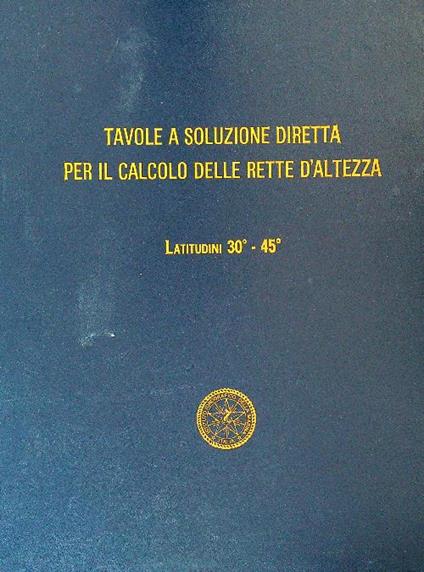 TAVOLE A SOLUZIONE DIRETTA
PER IL CALCOLO DELLE RETTE D'ALTEZZA
LATITUDINI 30° - 45°